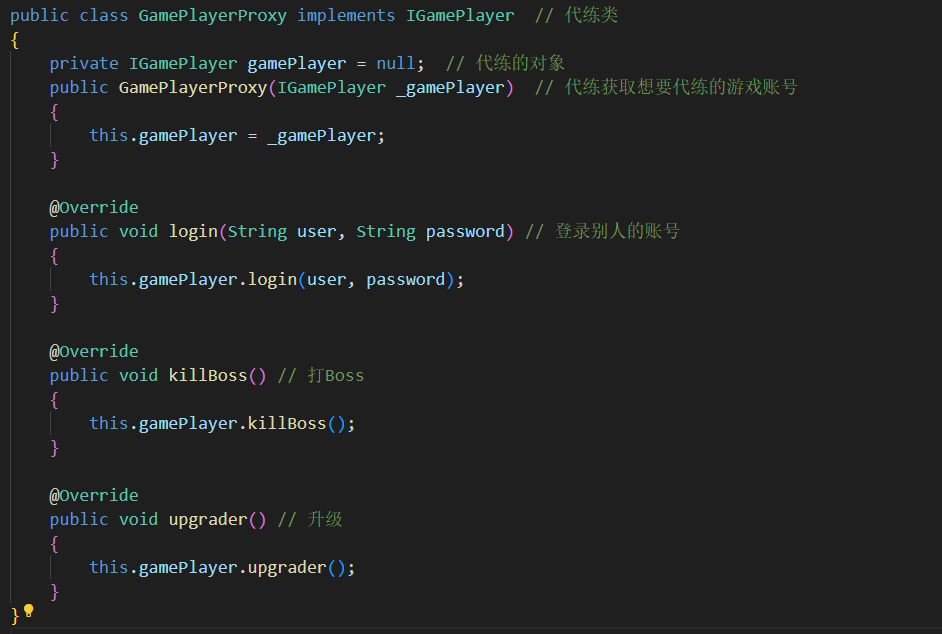 public class GamePlayerProxy implements IGamePlayer  // 代练类
{
    private IGamePlayer gamePlayer = null;  // 代练的对象
    public GamePlayerProxy(IGamePlayer _gamePlayer)  // 代练获取想要代练的游戏账号
    {
        this.gamePlayer = _gamePlayer;
    }

    @Override
    public void login(String user, String password) // 登录别人的账号
    {
        this.gamePlayer.login(user, password);
    }

    @Override
    public void killBoss() // 打Boss
    {
        this.gamePlayer.killBoss();
    }

    @Override
    public void upgrader() // 升级
    {
        this.gamePlayer.upgrader();
    }
}